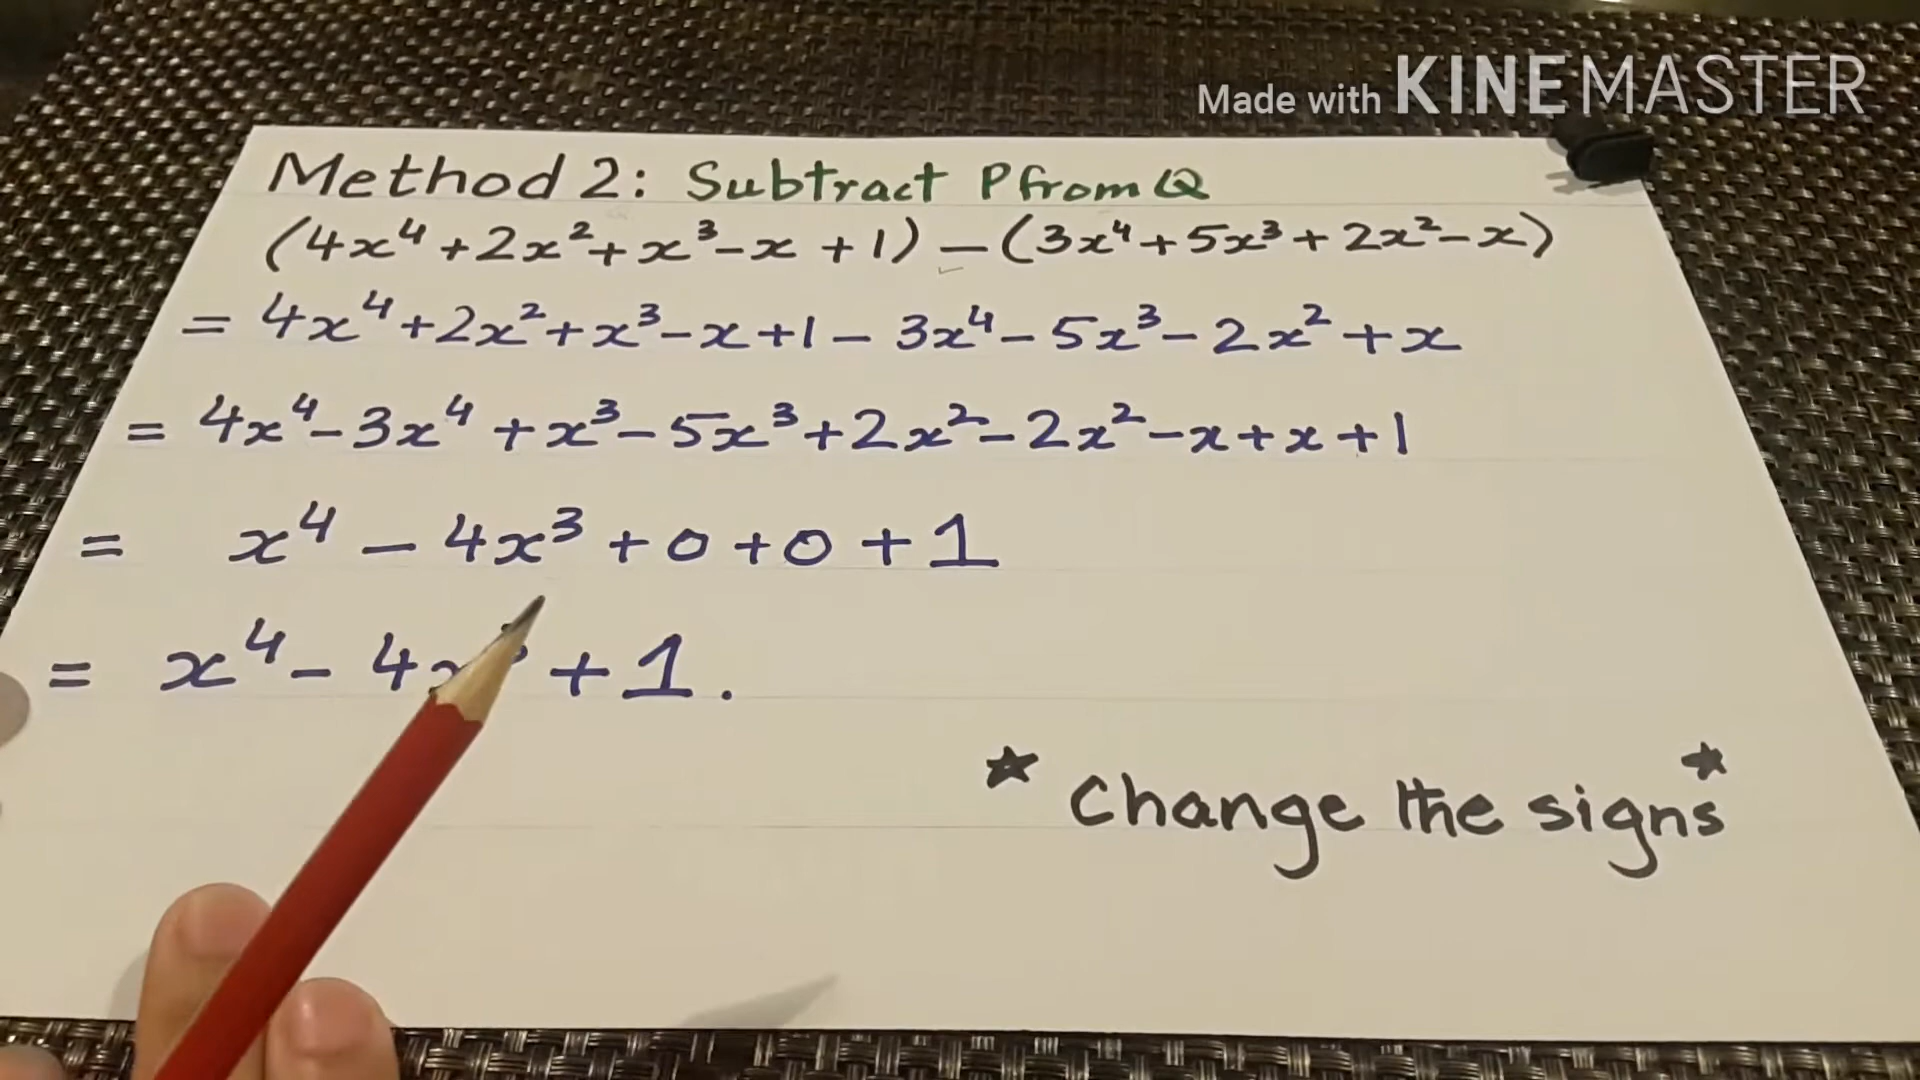 Made with KINEMASTER
Method 2: Subtract P from Q
(4x⁴ + 2x² + x³ - x + 1) - (3x⁴ + 5x³ + 2x² - x)
= 4x⁴ + 2x² + x³ - x + 1 - 3x⁴ - 5x³ - 2x² + x
= 4x⁴ - 3x⁴ + x³ - 5x³ + 2x² - 2x² - x + x + 1
= x⁴ - 4x³ + 0 + 0 + 1
= x⁴ - 4x + 1.
★ Change the signs ★